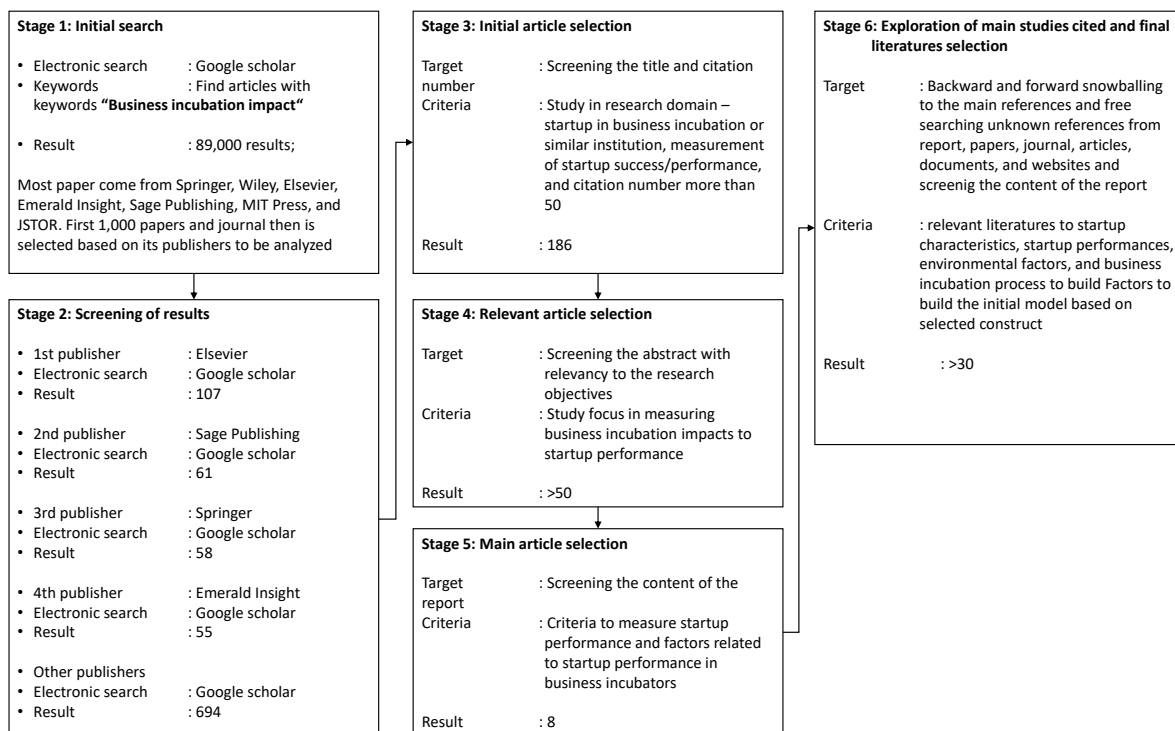 Stage 1: Initial search
• Electronic search : Google scholar
• Keywords : Find articles with
keywords “Business incubation impact“
• Result : 89,000 results;
Most paper come from Springer, Wiley, Elsevier,
Emerald Insight, Sage Publishing, MIT Press, and
JSTOR. First 1,000 papers and journal then is
selected based on its publishers to be analyzed
Stage 2: Screening of results
• 1st publisher : Elsevier
• Electronic search : Google scholar
• Result : 107
• 2nd publisher : Sage Publishing
• Electronic search : Google scholar
• Result : 61
• 3rd publisher : Springer
• Electronic search : Google scholar
• Result : 58
• 4th publisher : Emerald Insight
• Electronic search : Google scholar
• Result : 55
• Other publishers
• Electronic search : Google scholar
• Result : 694
Stage 3: Initial article selection
Target : Screening the title and citation
number
Criteria : Study in research domain –
startup in business incubation or
similar institution, measurement
of startup success/performance,
and citation number more than
50
Result : 186
Stage 4: Relevant article selection
Target : Screening the abstract with
relevancy to the research
objectives
Criteria : Study focus in measuring
business incubation impacts to
startup performance
Result : >50
Stage 5: Main article selection
Target : Screening the content of the
report
Criteria : Criteria to measure startup
performance and factors related
to startup performance in
business incubators
Result : 8
Stage 6: Exploration of main studies cited and final
literatures selection
Target : Backward and forward snowballing
to the main references and free
searching unknown references from
report, papers, journal, articles,
documents, and websites and
screenig the content of the report
Criteria : relevant literatures to startup
characteristics, startup performances,
environmental factors, and business
incubation process to build Factors to
build the initial model based on
selected construct
Result : >30